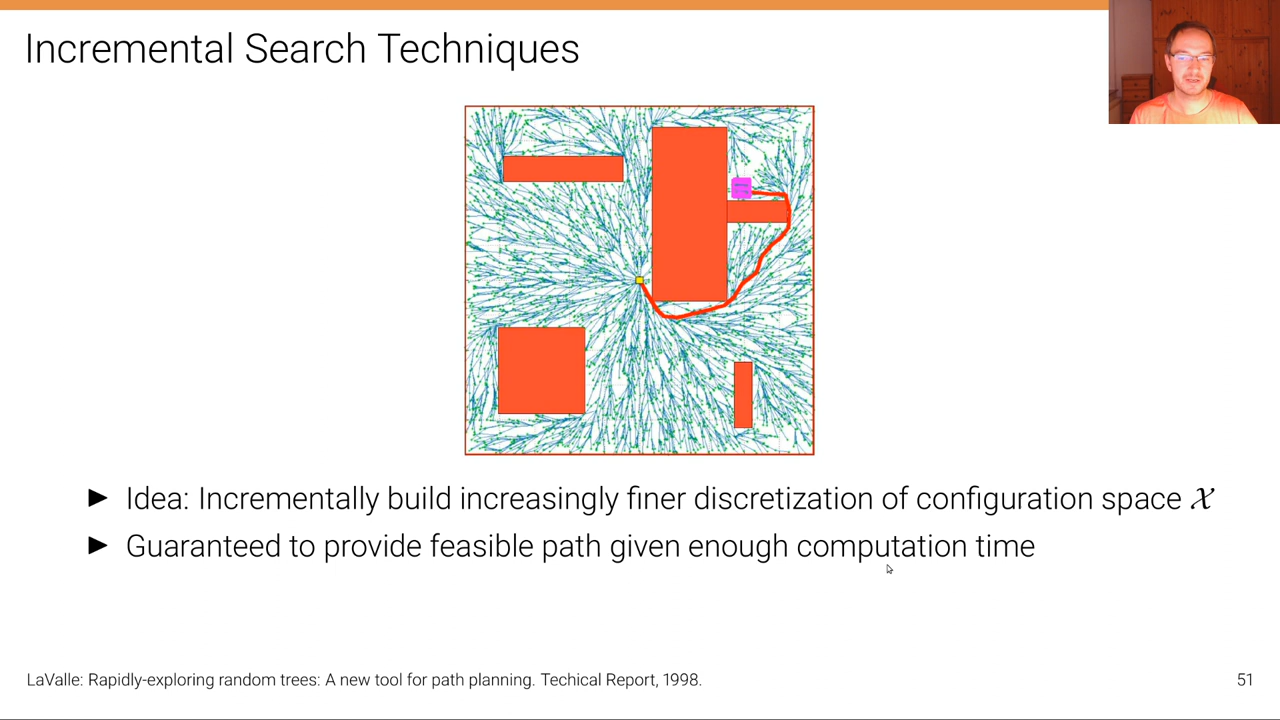 Incremental Search Techniques
► Idea: Incrementally build increasingly finer discretization of configuration space 𝒳
► Guaranteed to provide feasible path given enough computation time
LaValle: Rapidly-exploring random trees: A new tool for path planning. Techical Report, 1998.
51